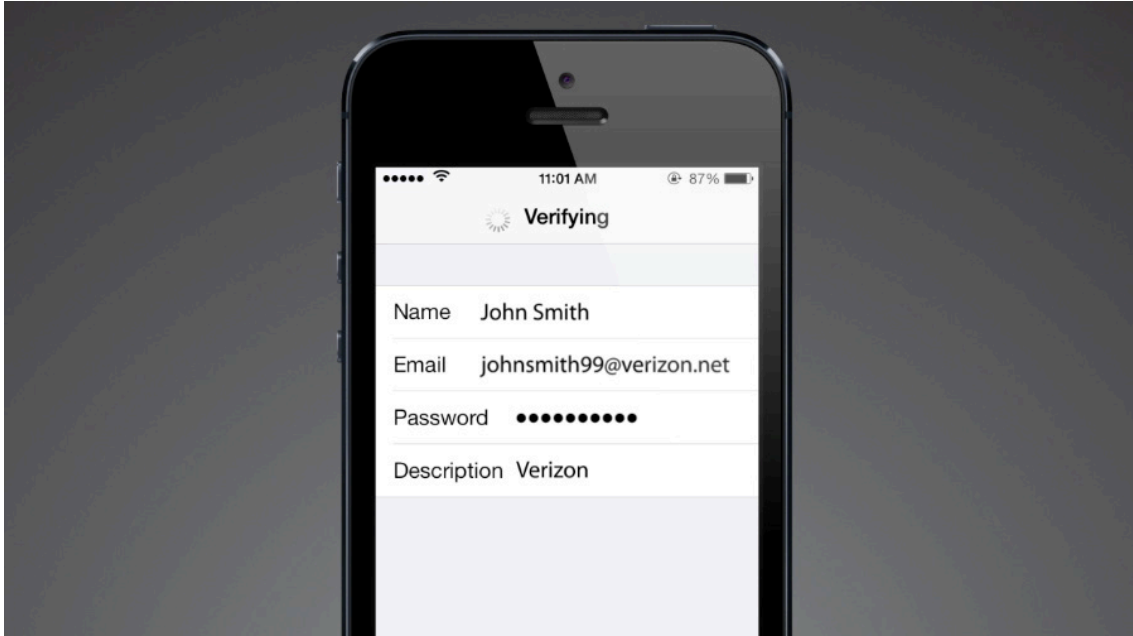 11:01 AM 87%
Verifying
Name John Smith
Email johnsmith99@verizon.net
Password ••••••••••
Description Verizon